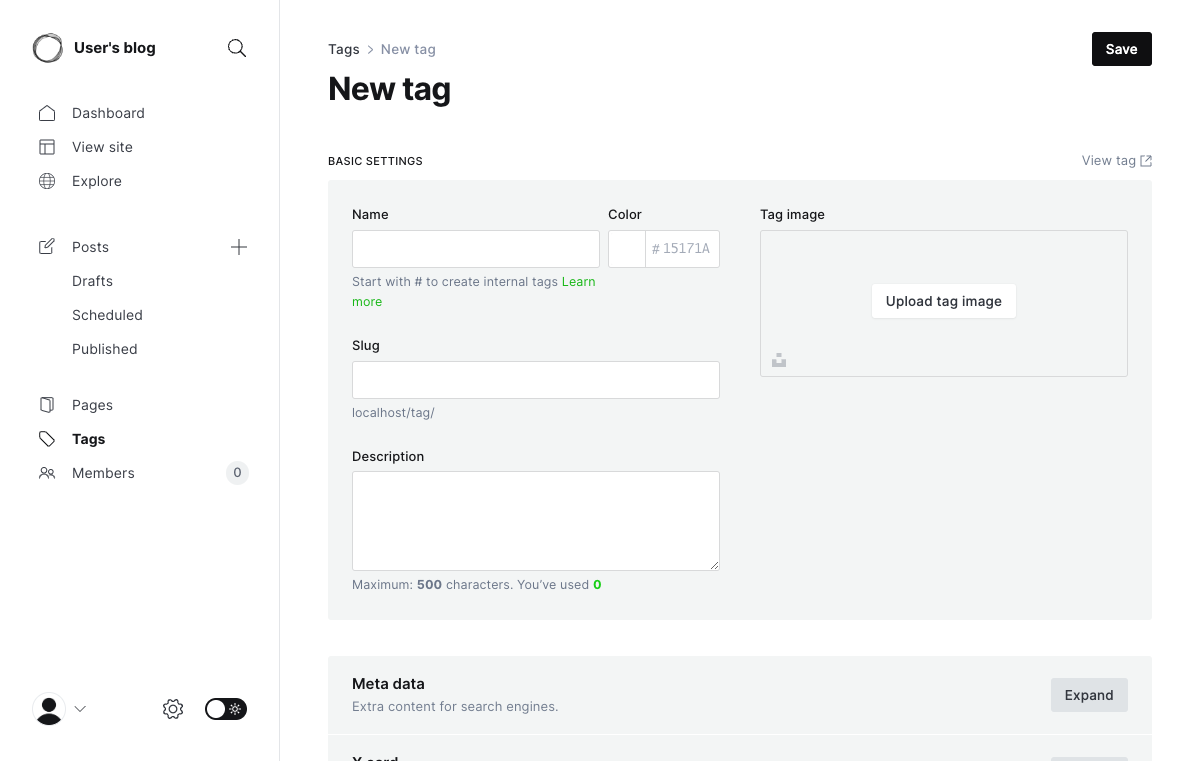 User's blog
Dashboard
View site
Explore
Posts
Drafts
Scheduled
Published
Pages
Tags
Members 0
Tags > New tag
Save
New tag
BASIC SETTINGS
View tag
Name
Color
# 15171A
Start with # to create internal tags Learn
more
Slug
localhost/tag/
Description
Maximum: 500 characters. You've used 0
Tag image
Upload tag image
Meta data
Extra content for search engines.
Expand
X card